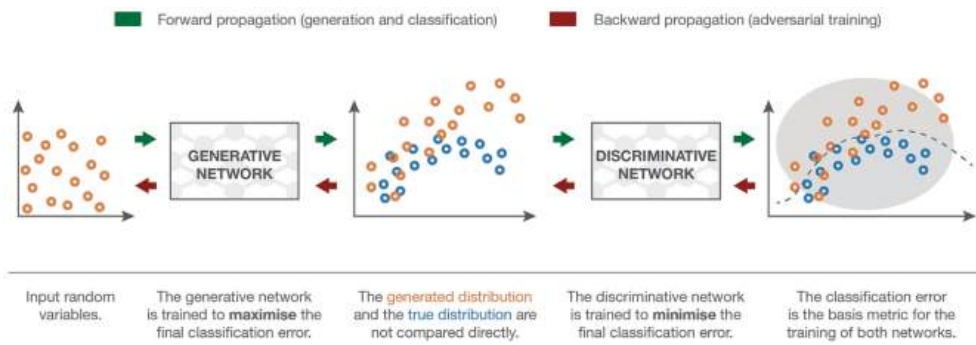 Forward propagation (generation and classification)
Backward propagation (adversarial training)
GENERATIVE
NETWORK
DISCRIMINATIVE
NETWORK
Input random
variables.
The generative network
is trained to maximise the
final classification error.
The generated distribution
and the true distribution are
not compared directly.
The discriminative network
is trained to minimise the
final classification error.
The classification error
is the basis metric for the
training of both networks.